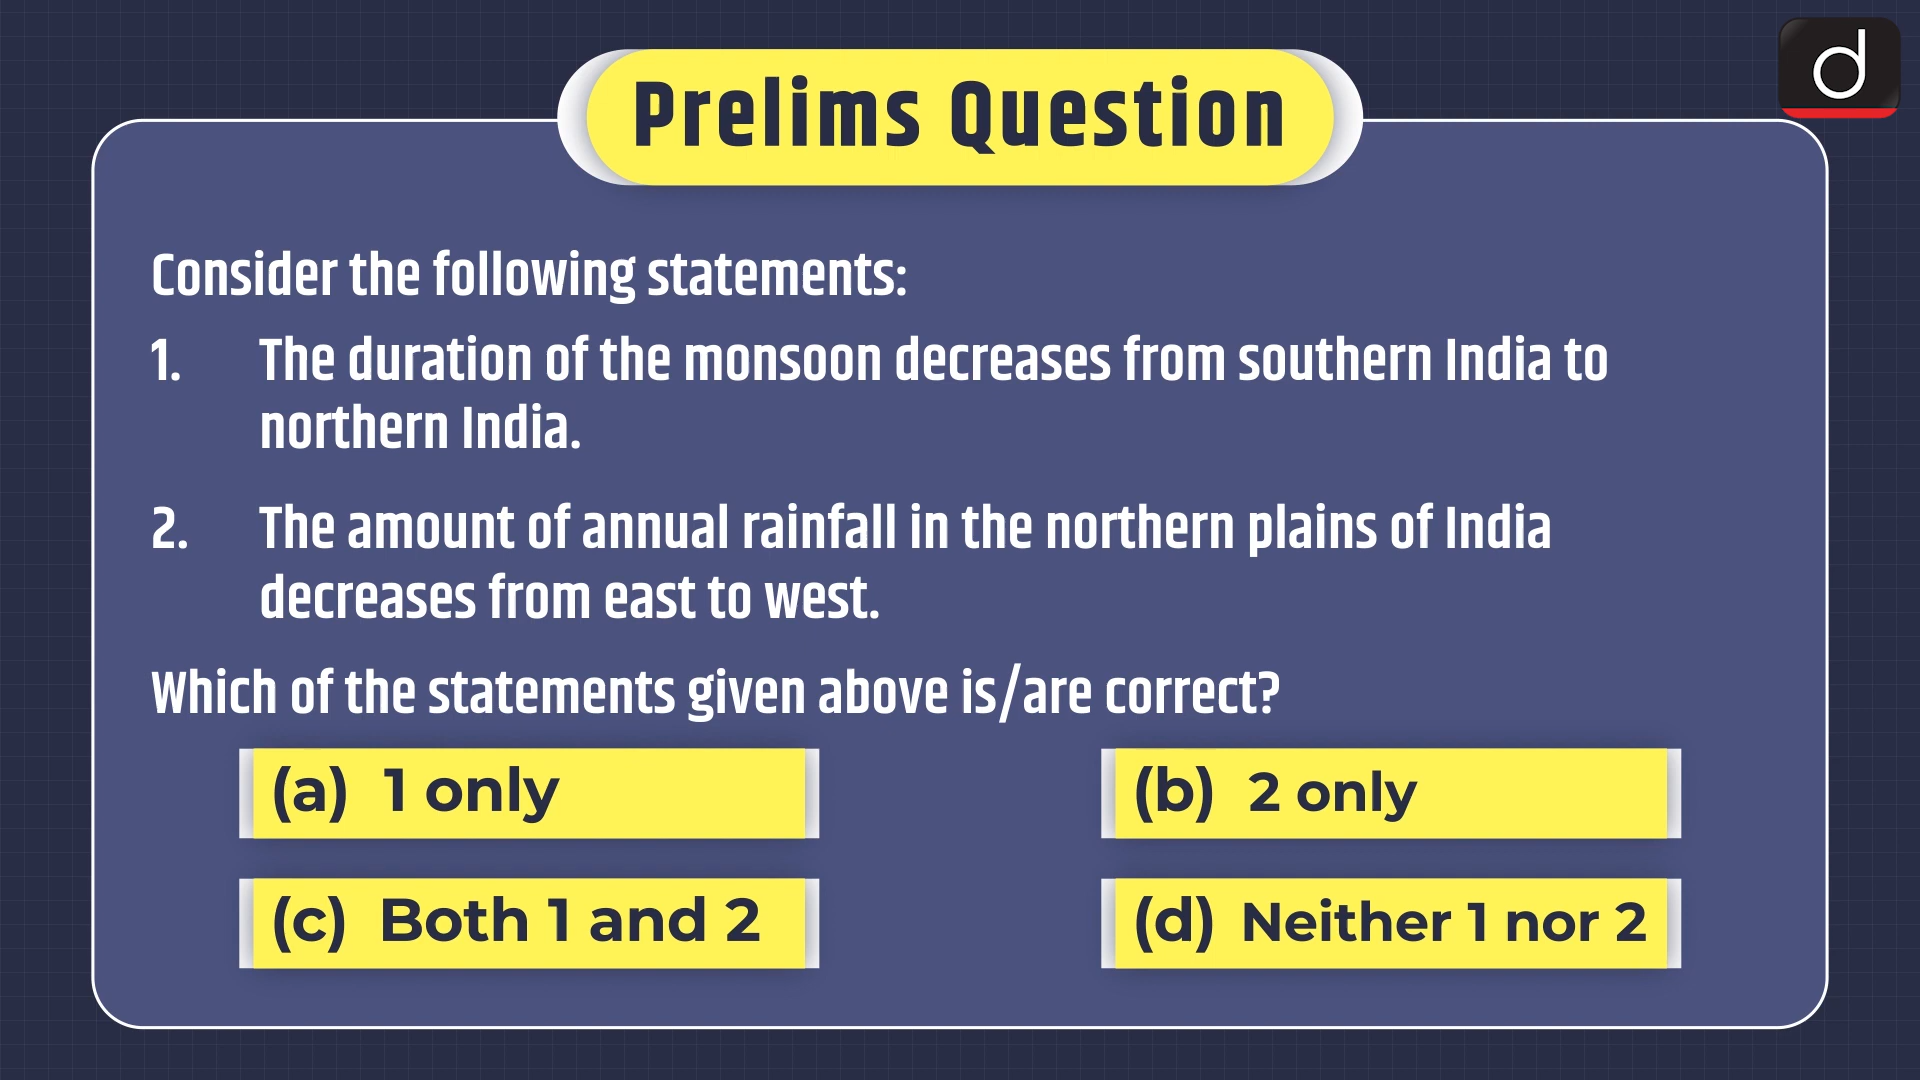 Prelims Question
d
Consider the following statements:
1. The duration of the monsoon decreases from southern India to
northern India.
2. The amount of annual rainfall in the northern plains of India
decreases from east to west.
Which of the statements given above is/are correct?
(a) 1 only
(b) 2 only
(c) Both 1 and 2
(d) Neither 1 nor 2